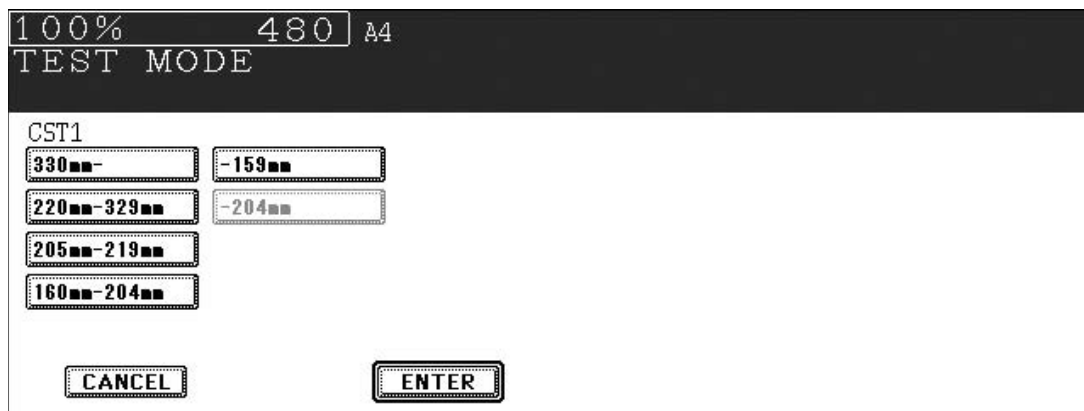 100% 480 A4
TEST MODE
CST1
330mm- -159mm
220mm-329mm -204mm
205mm-219mm
160mm-204mm
CANCEL ENTER